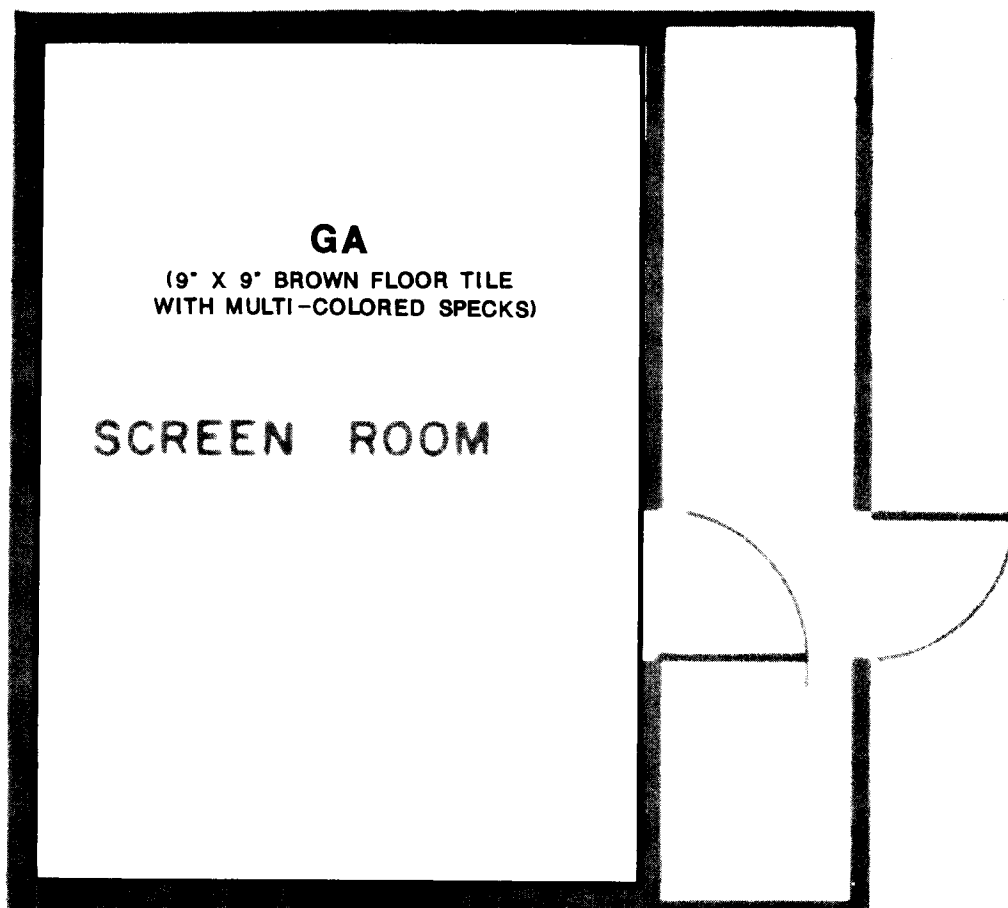 GA
(9" X 9" BROWN FLOOR TILE
WITH MULTI-COLORED SPECKS)
SCREEN ROOM